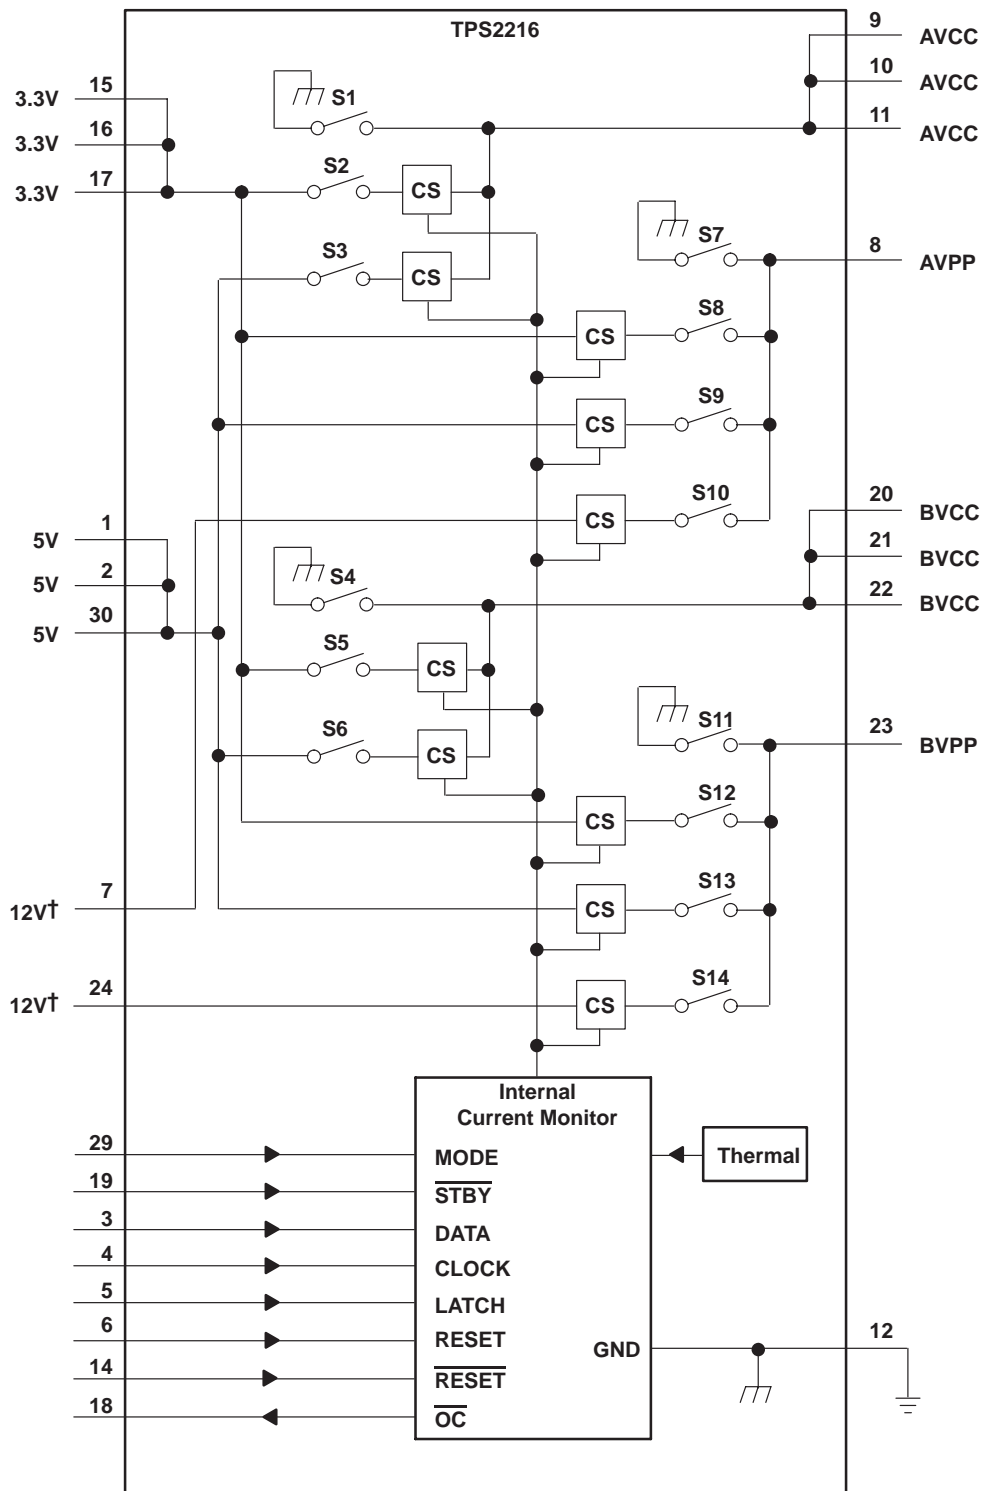 TPS2216
9
AVCC
10
AVCC
11
AVCC
15
3.3V
16
3.3V
17
3.3V
S1
S2
CS
S3
CS
S7
8
AVPP
S8
CS
S9
CS
S10
CS
1
5V
2
5V
30
5V
20
BVCC
21
BVCC
22
BVCC
S4
S5
CS
S6
CS
S11
23
BVPP
S12
CS
S13
CS
S14
CS
7
12V†
24
12V†
Internal
Current Monitor
Thermal
29
MODE
19
STBY
3
DATA
4
CLOCK
5
LATCH
6
RESET
14
RESET
18
OC
GND
12